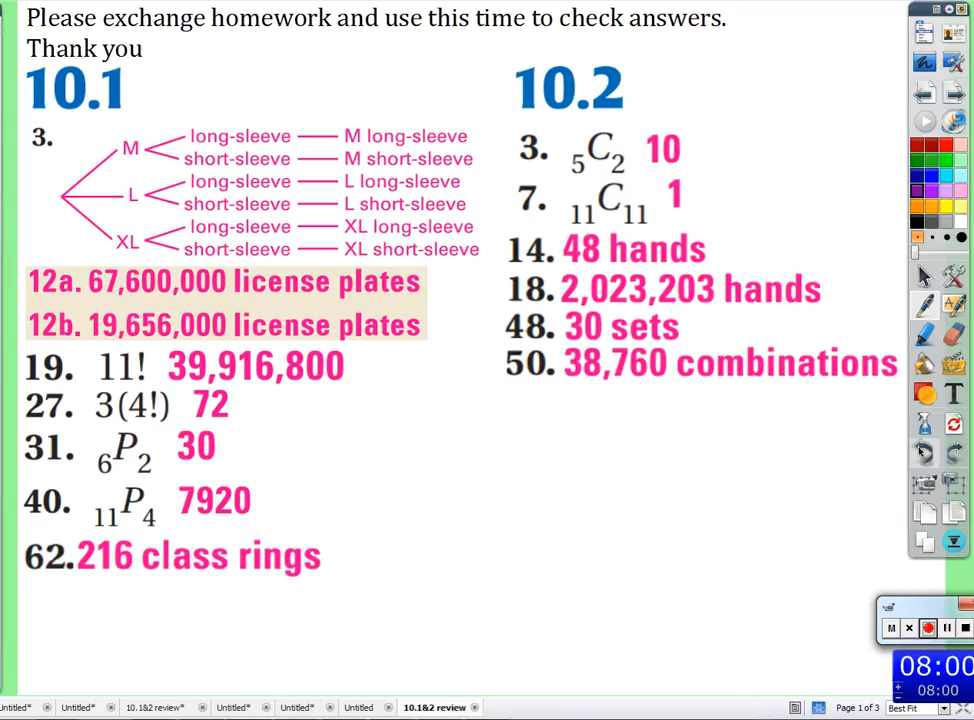 Please exchange homework and use this time to check answers.
Thank you
10.1
3.
M
long-sleeve
M long-sleeve
short-sleeve
M short-sleeve
L
long-sleeve
L long-sleeve
short-sleeve
L short-sleeve
XL
long-sleeve
XL long-sleeve
short-sleeve
XL short-sleeve
12a. 67,600,000 license plates
12b. 19,656,000 license plates
19. 11! 39,916,800
27. 3(4!) 72
31. 6P2 30
40. 11P4 7920
62. 216 class rings
10.2
3. 5C2 10
7. 11C11 1
14. 48 hands
18. 2,023,203 hands
48. 30 sets
50. 38,760 combinations
T
M
08:00
08:00
Untitled* Untitled* 10.1&2 review* Untitled* Untitled* Untitled 10.1&2 review Page 1 of 3 Best Fit